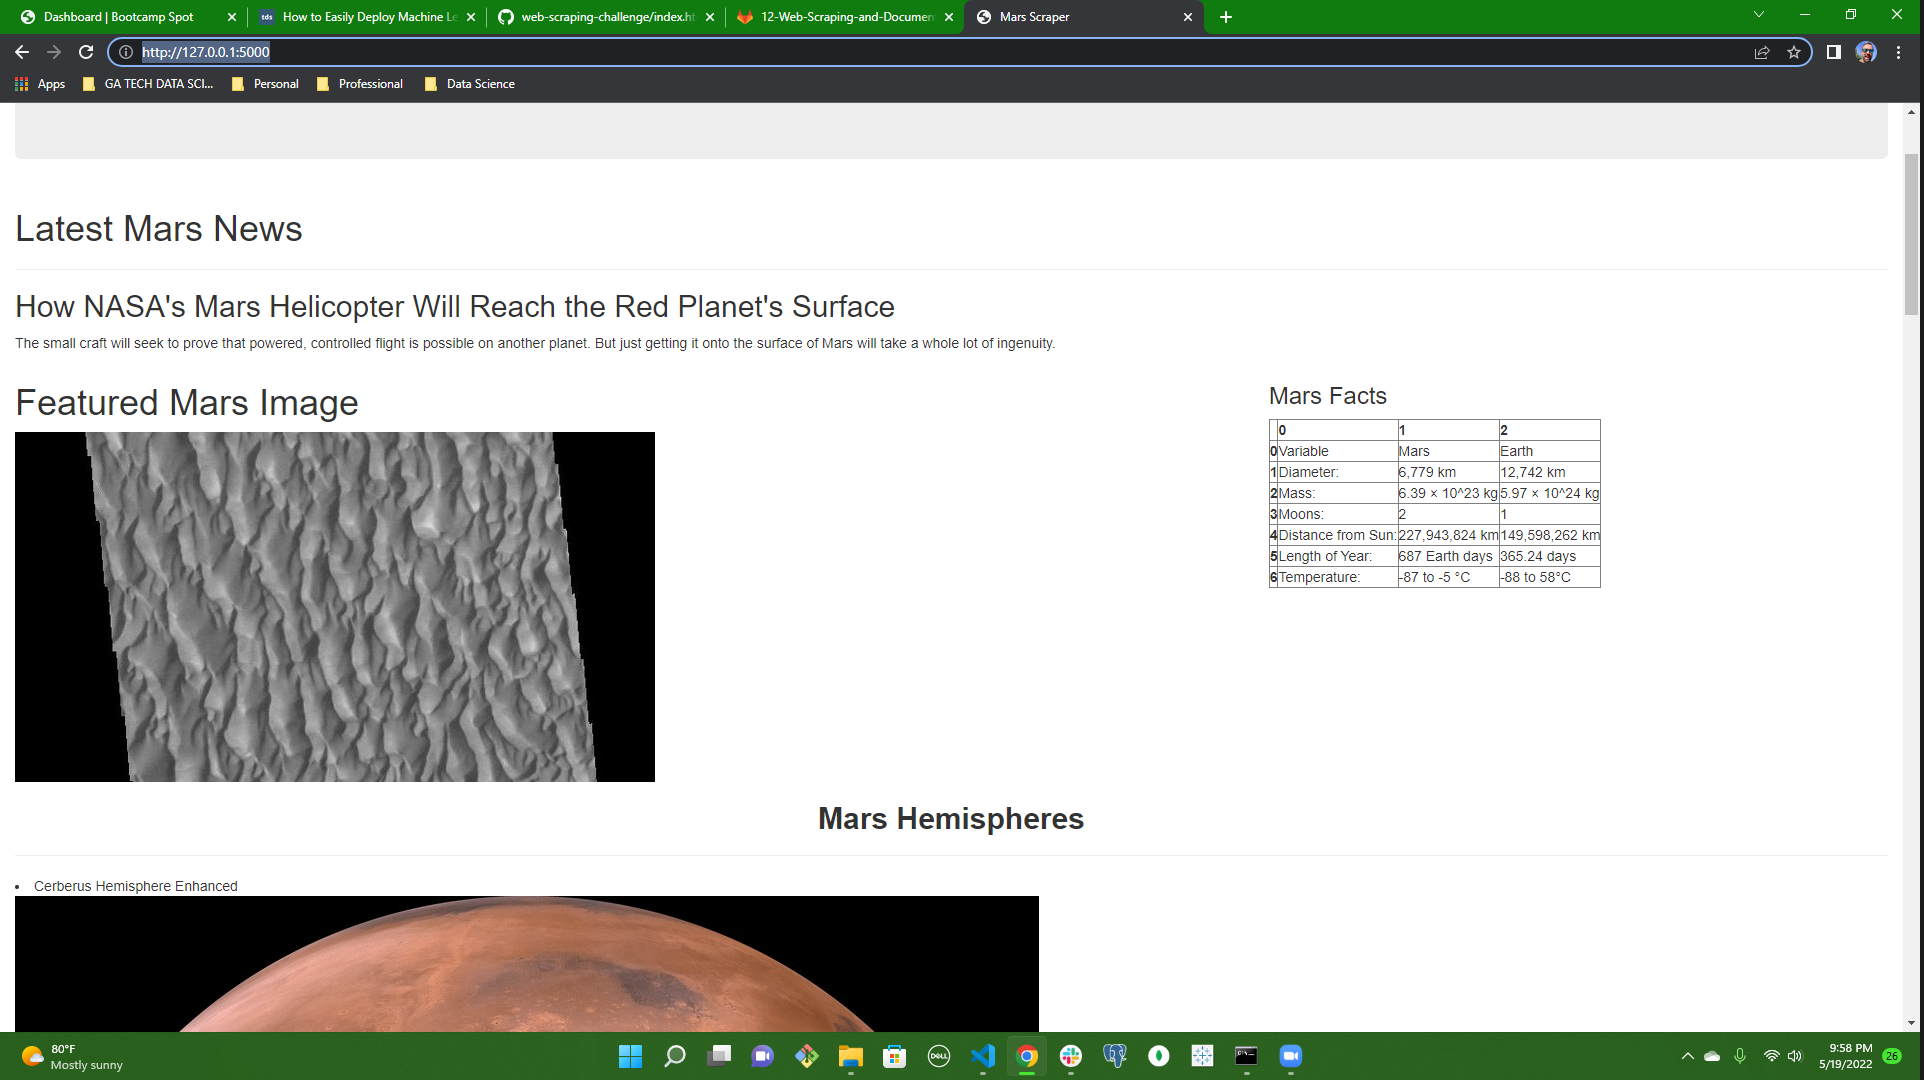 Dashboard | Bootcamp Spot
tds How to Easily Deploy Machine Le
web-scraping-challenge/index.ht
12-Web-Scraping-and-Documen
Mars Scraper
http://127.0.0.1:5000
Apps
GA TECH DATA SCI...
Personal
Professional
Data Science
Latest Mars News
How NASA's Mars Helicopter Will Reach the Red Planet's Surface
The small craft will seek to prove that powered, controlled flight is possible on another planet. But just getting it onto the surface of Mars will take a whole lot of ingenuity.
Featured Mars Image
Mars Facts
0 1 2
0 Variable Mars Earth
1 Diameter: 6,779 km 12,742 km
2 Mass: 6.39 × 10^23 kg 5.97 × 10^24 kg
3 Moons: 2 1
4 Distance from Sun: 227,943,824 km 149,598,262 km
5 Length of Year: 687 Earth days 365.24 days
6 Temperature: -87 to -5 °C -88 to 58°C
Mars Hemispheres
• Cerberus Hemisphere Enhanced
80°F
Mostly sunny
DELL
9:58 PM
5/19/2022
26